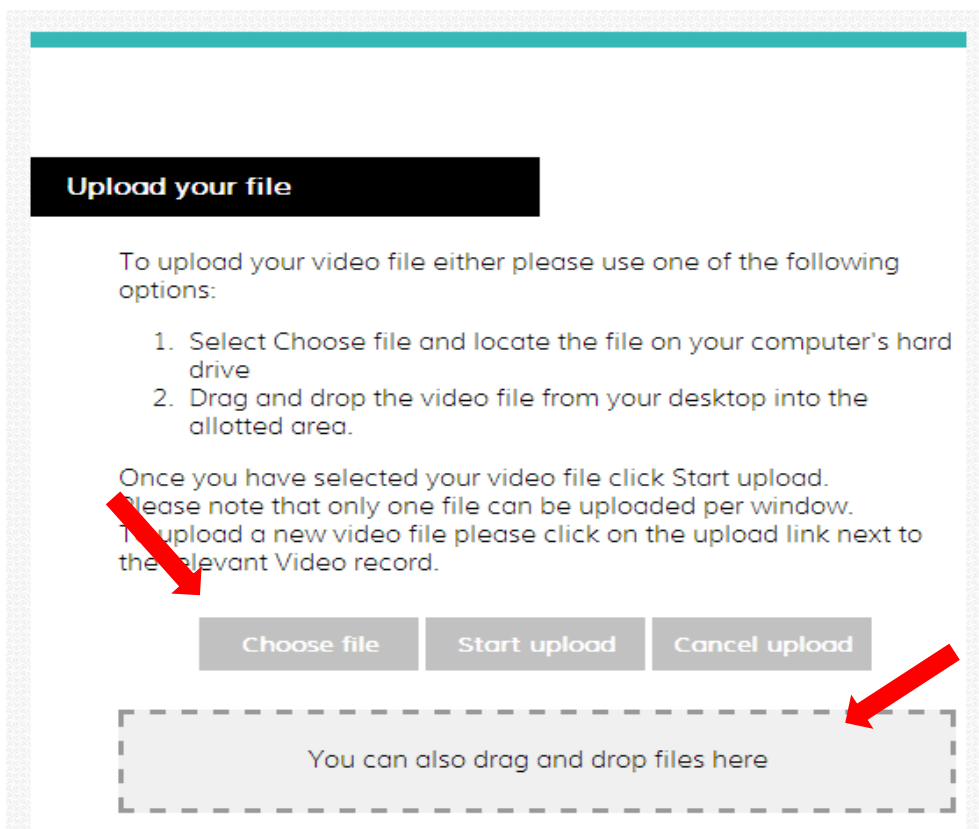 Upload your file
To upload your video file either please use one of the following
options:
1. Select Choose file and locate the file on your computer's hard
drive
2. Drag and drop the video file from your desktop into the
allotted area.
Once you have selected your video file click Start upload.
Please note that only one file can be uploaded per window.
To upload a new video file please click on the upload link next to
the relevant Video record.
Choose file Start upload Cancel upload
You can also drag and drop files here